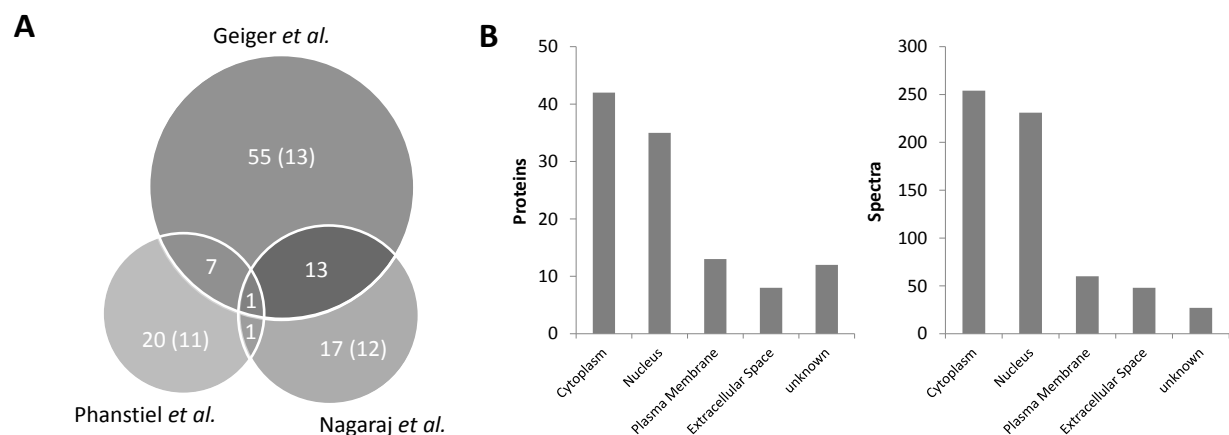 A
Geiger et al.
55 (13)
7
13
1
1
20 (11)
17 (12)
Phanstiel et al.
Nagaraj et al.
B
50
40
30
20
10
0
Proteins
Cytoplasm
Nucleus
Plasma Membrane
Extracellular Space
unknown
300
250
200
150
100
50
0
Spectra
Cytoplasm
Nucleus
Plasma Membrane
Extracellular Space
unknown